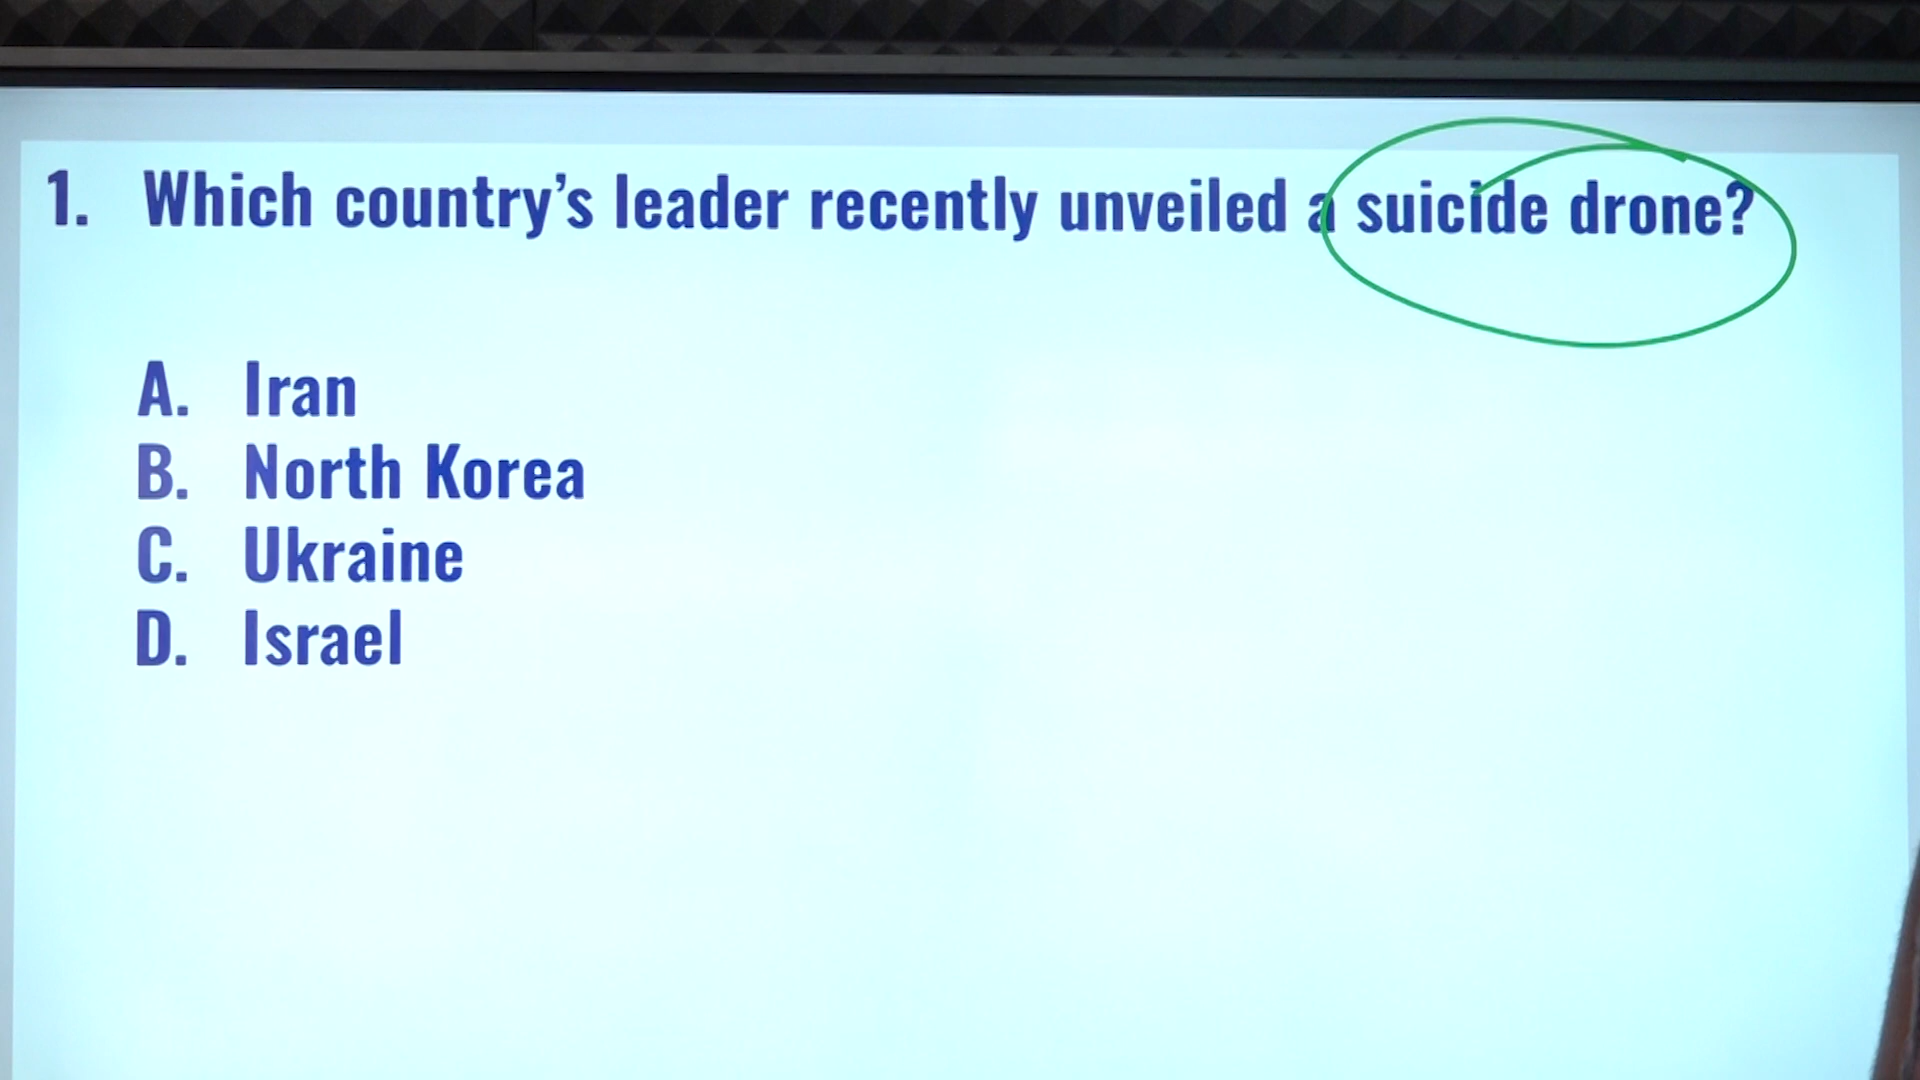 1. Which country’s leader recently unveiled a suicide drone?
A. Iran
B. North Korea
C. Ukraine
D. Israel